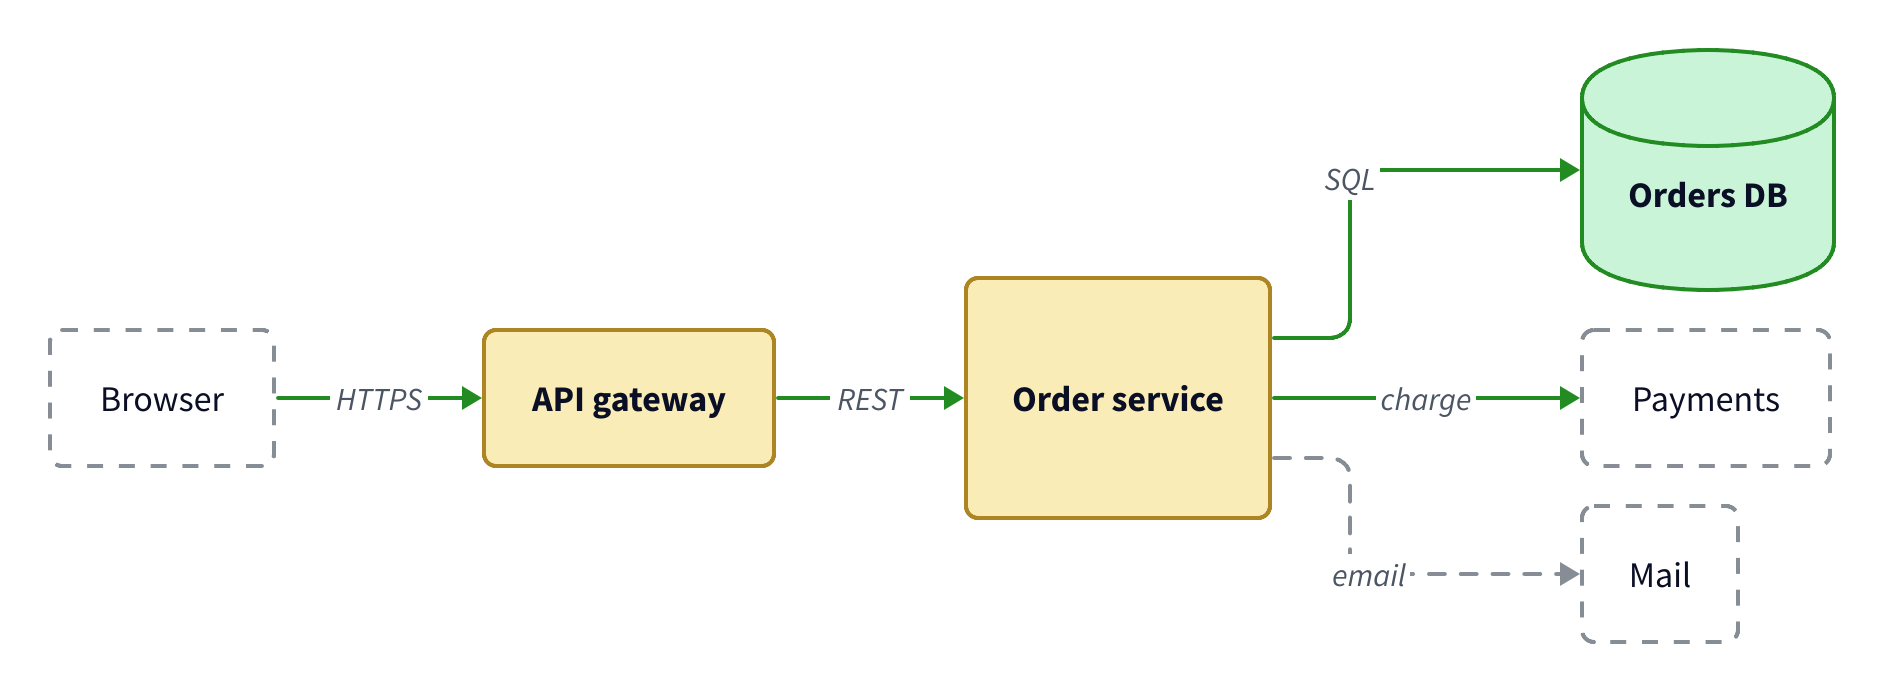 Browser
HTTPS
API gateway
REST
Order service
SQL
Orders DB
charge
Payments
email
Mail